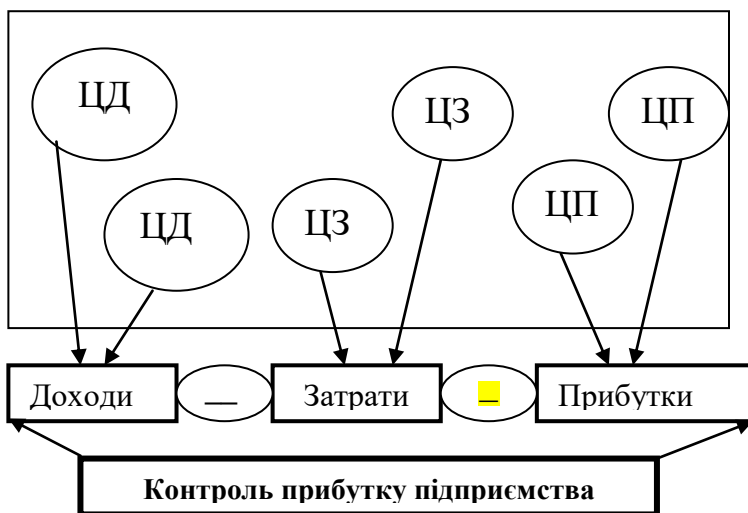 ЦД
ЦЗ
ЦП
ЦД
ЦЗ
ЦП
Доходи — Затрати _ Прибутки
Контроль прибутку підприємства